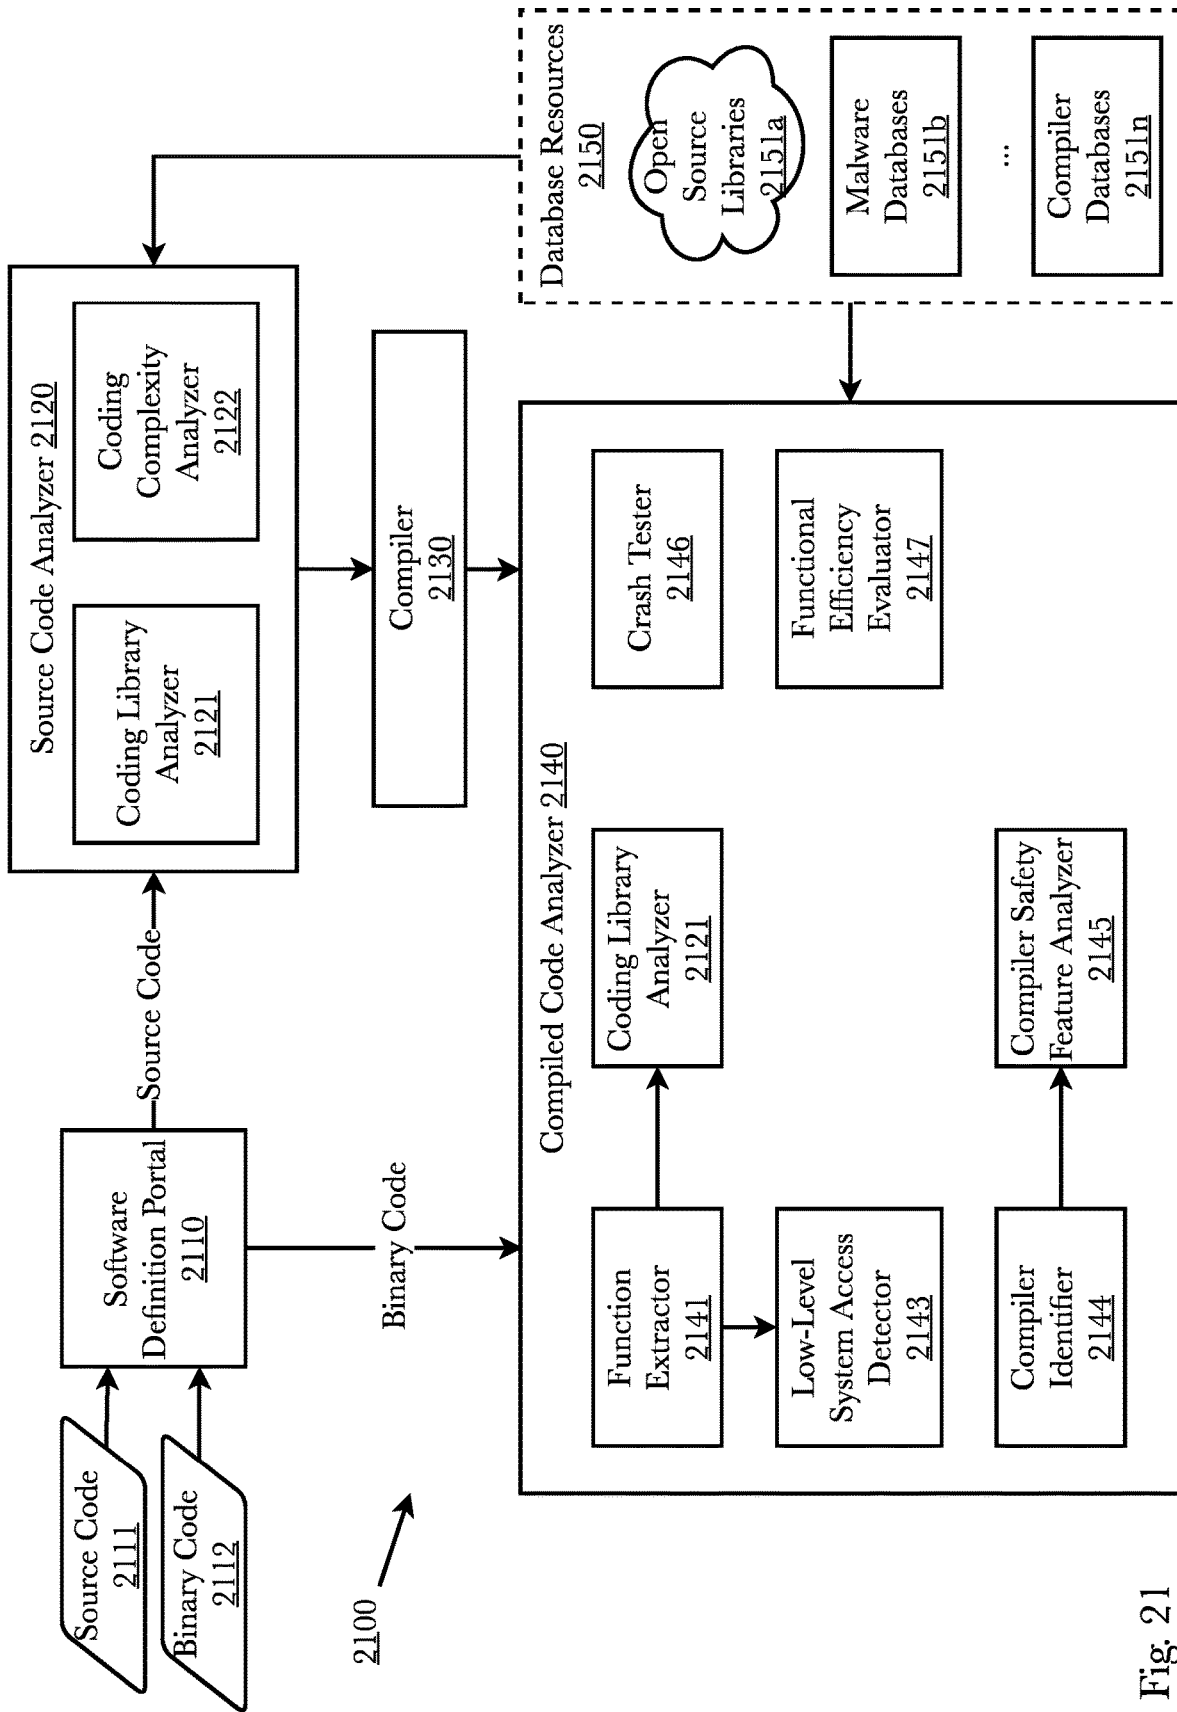 Source Code
2111
Binary Code
2112
Software
Definition Portal
2110
Source Code
Binary Code
2100
Source Code Analyzer 2120
Coding Library
Analyzer
2121
Coding
Complexity
Analyzer
2122
Compiler
2130
Compiled Code Analyzer 2140
Function
Extractor
2141
Coding Library
Analyzer
2121
Low-Level
System Access
Detector
2143
Compiler
Identifier
2144
Compiler Safety
Feature Analyzer
2145
Crash Tester
2146
Functional
Efficiency
Evaluator
2147
Database Resources
2150
Open
Source
Libraries
2151a
Malware
Databases
2151b
...
Compiler
Databases
2151n
Fig. 21